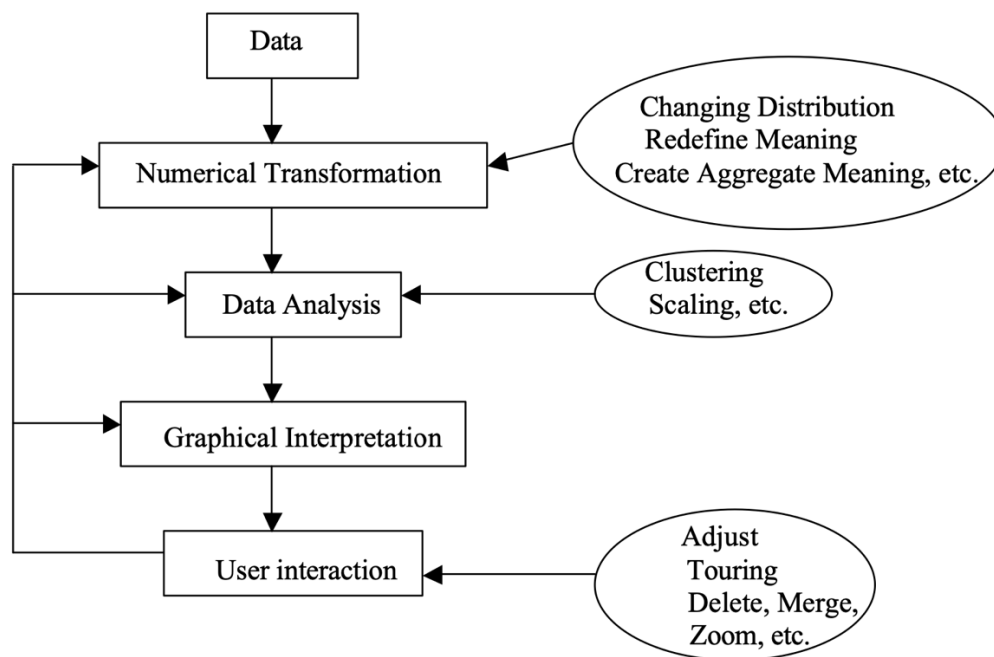 Data
Changing Distribution
Redefine Meaning
Create Aggregate Meaning, etc.
Numerical Transformation
Clustering
Scaling, etc.
Data Analysis
Graphical Interpretation
User interaction
Adjust
Touring
Delete, Merge,
Zoom, etc.